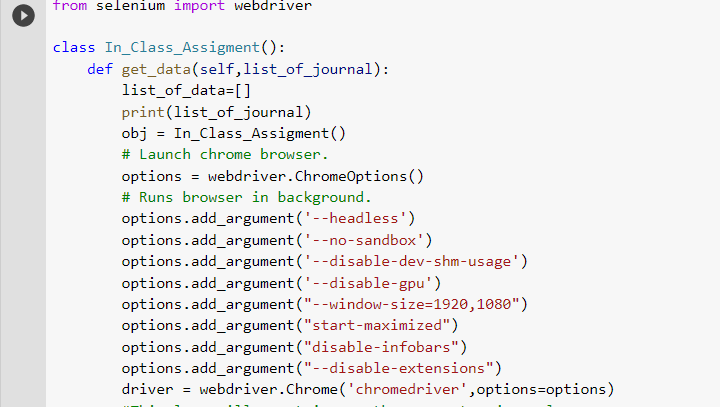 from selenium import webdriver
class In_Class_Assigment():
def get_data(self,list_of_journal):
list_of_data=[]
print(list_of_journal)
obj = In_Class_Assigment()
# Launch chrome browser.
options = webdriver.ChromeOptions()
# Runs browser in background.
options.add_argument('--headless')
options.add_argument('--no-sandbox')
options.add_argument('--disable-dev-shm-usage')
options.add_argument('--disable-gpu')
options.add_argument("--window-size=1920,1080")
options.add_argument("start-maximized")
options.add_argument("disable-infobars")
options.add_argument("--disable-extensions")
driver = webdriver.Chrome('chromedriver',options=options)